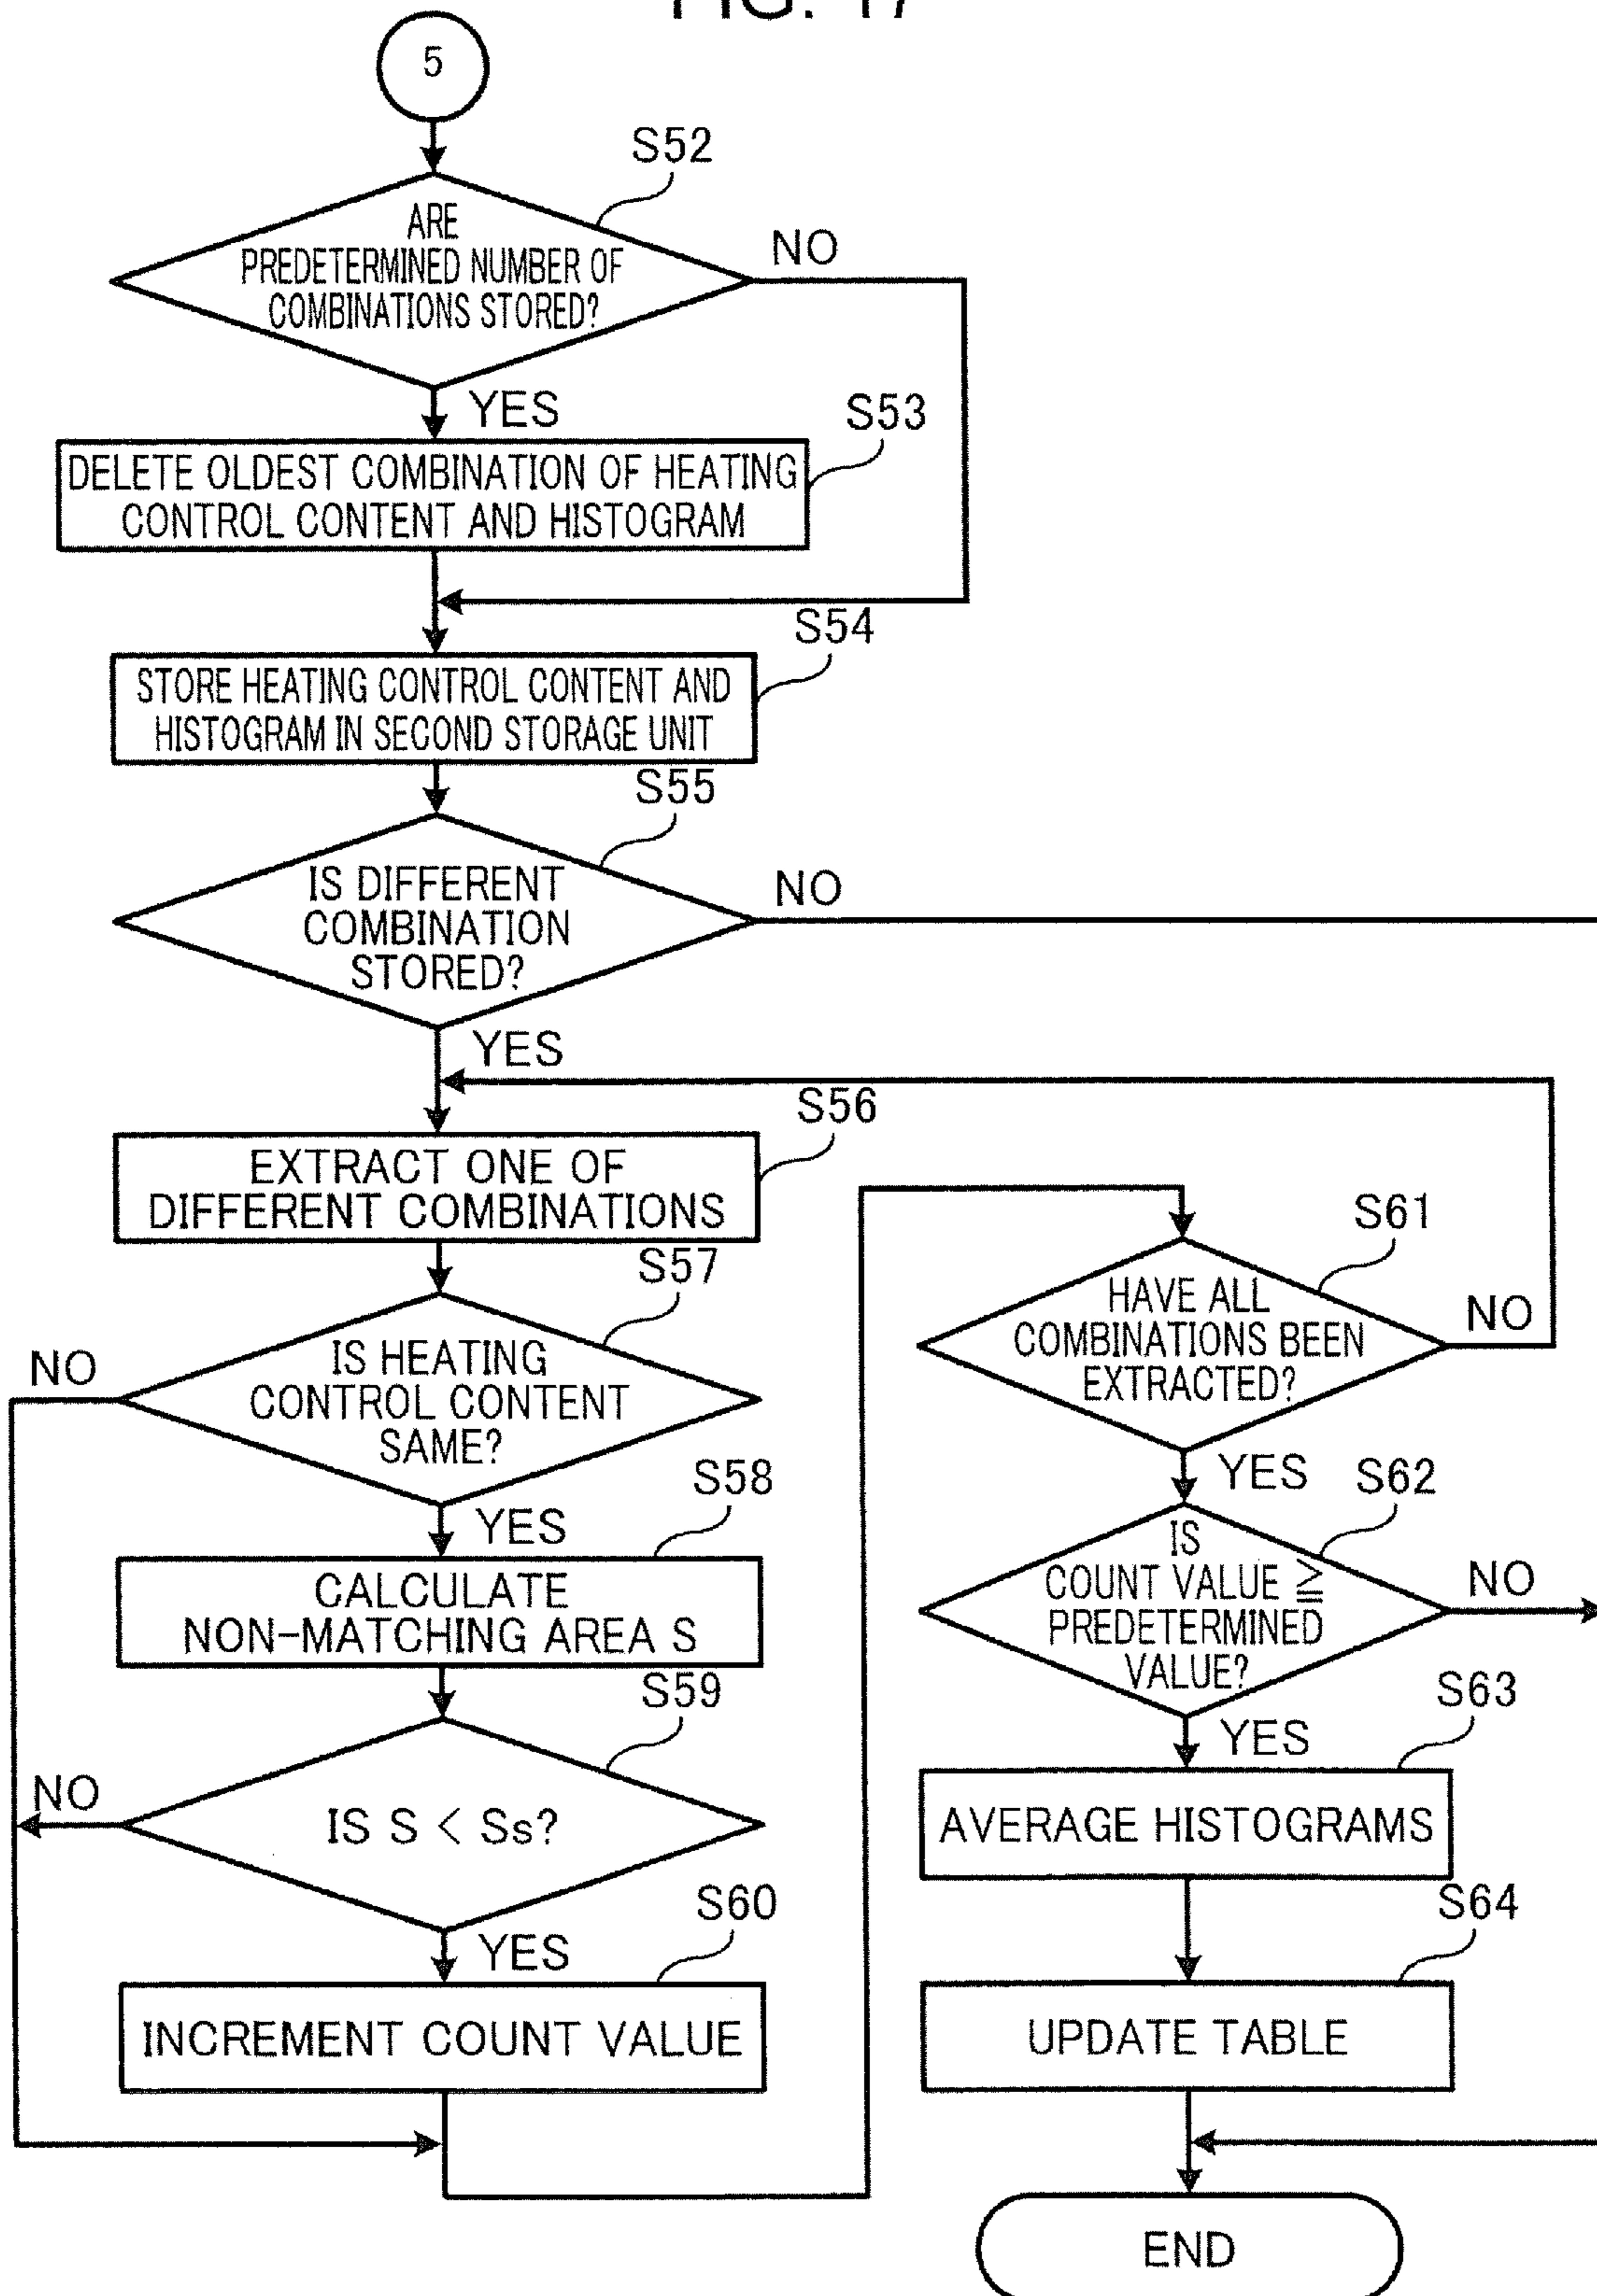 FIG. 17
5
S52
ARE
PREDETERMINED NUMBER OF
COMBINATIONS STORED?
NO
YES
S53
DELETE OLDEST COMBINATION OF HEATING
CONTROL CONTENT AND HISTOGRAM
S54
STORE HEATING CONTROL CONTENT AND
HISTOGRAM IN SECOND STORAGE UNIT
S55
IS DIFFERENT
COMBINATION
STORED?
NO
YES
S56
EXTRACT ONE OF
DIFFERENT COMBINATIONS
S57
IS HEATING
CONTROL CONTENT
SAME?
NO
YES
S58
CALCULATE
NON-MATCHING AREA S
S59
IS S < Ss?
NO
YES
S60
INCREMENT COUNT VALUE
S61
HAVE ALL
COMBINATIONS BEEN
EXTRACTED?
NO
YES
S62
IS
COUNT VALUE ≧
PREDETERMINED
VALUE?
NO
YES
S63
AVERAGE HISTOGRAMS
S64
UPDATE TABLE
END